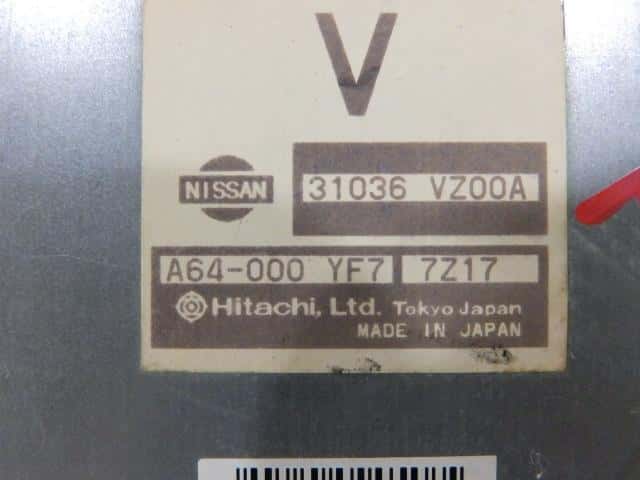 V
NISSAN
31036 VZ00A
A64-000 YF7 7Z17
Hitachi, Ltd. Tokyo Japan
MADE IN JAPAN